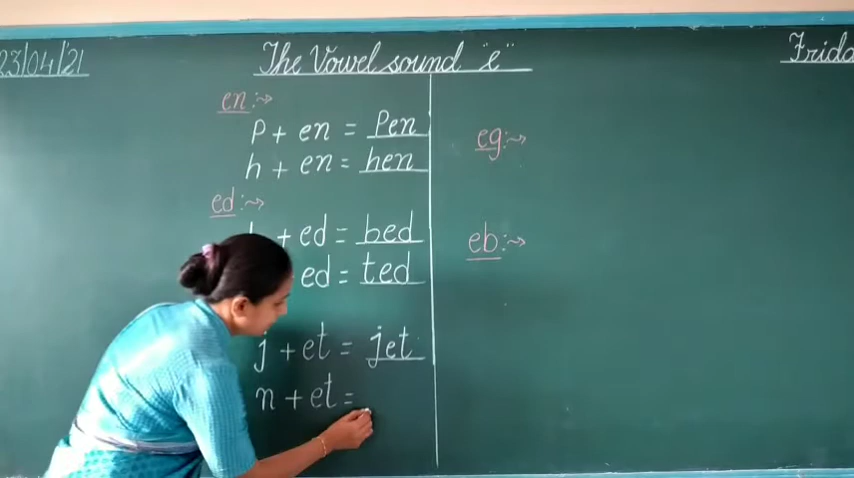 23/04/21
The Vowel sound "e"
Frida
en:→
P + en = Pen
h + en = hen
ed:→
+ ed = bed
ed = ted
j + et = jet
n + et =
eg:→
eb:→